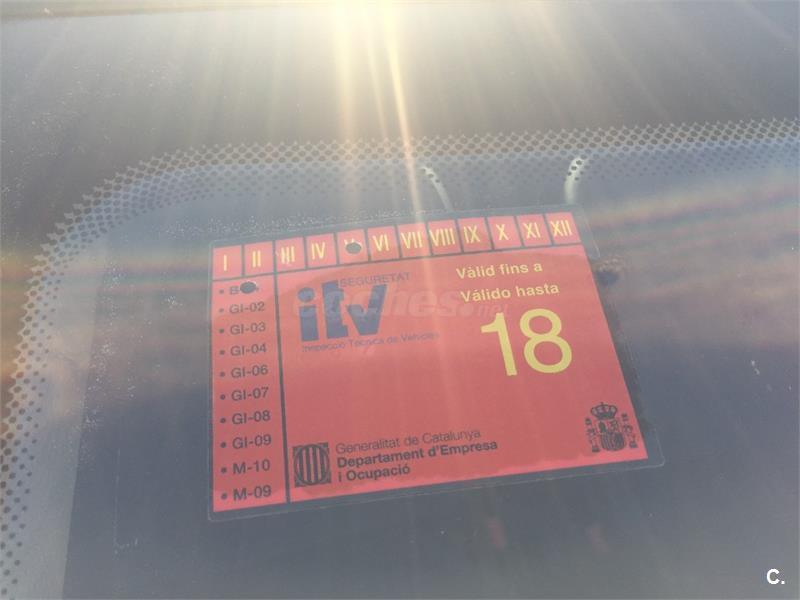 I II III IV V VI VII VIII IX X XI XII
SEGURETAT
itv
Inspecció Tècnica de Vehicles
Vàlid fins a
Válido hasta
18
• GI-02
• GI-03
• GI-04
• GI-06
• GI-07
• GI-08
• GI-09
• M-10
• M-09
Generalitat de Catalunya
Departament d'Empresa
i Ocupació
coches.net
C.